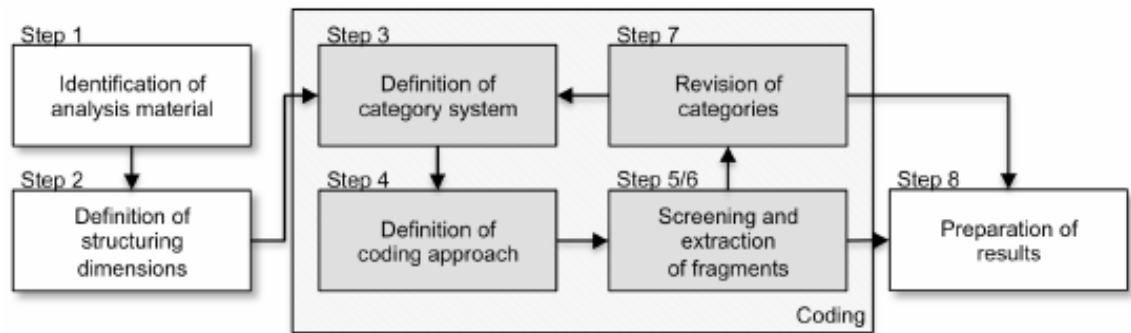 Step 1
Identification of
analysis material
Step 2
Definition of
structuring
dimensions
Step 3
Definition of
category system
Step 4
Definition of
coding approach
Step 5/6
Screening and
extraction
of fragments
Step 7
Revision of
categories
Step 8
Preparation of
results
Coding